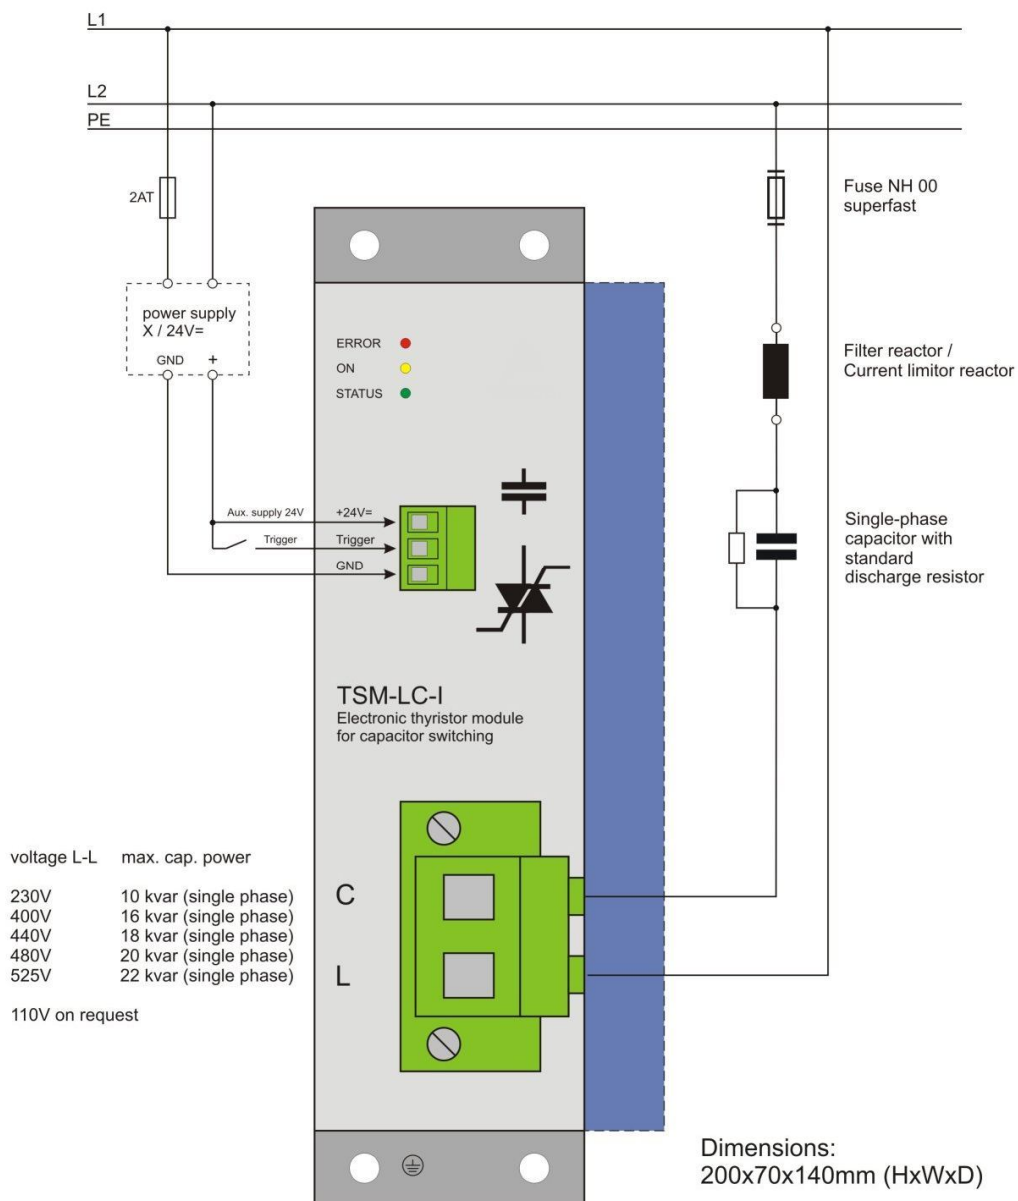 L1
L2
PE
2AT
Fuse NH 00
superfast
power supply
X / 24V=
GND +
ERROR
ON
STATUS
Filter reactor /
Current limitor reactor
Aux. supply 24V
+24V=
Trigger
Trigger
GND
Single-phase
capacitor with
standard
discharge resistor
TSM-LC-I
Electronic thyristor module
for capacitor switching
voltage L-L max. cap. power
230V 10 kvar (single phase)
400V 16 kvar (single phase)
440V 18 kvar (single phase)
480V 20 kvar (single phase)
525V 22 kvar (single phase)
110V on request
C
L
Dimensions:
200x70x140mm (HxWxD)